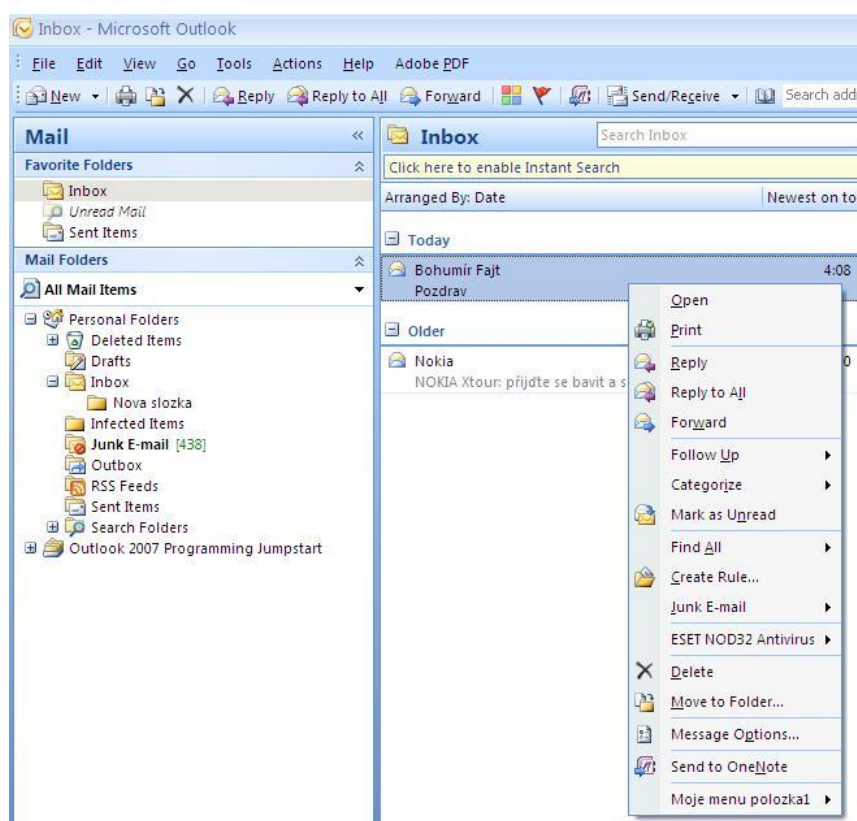 Inbox - Microsoft Outlook
File Edit View Go Tools Actions Help Adobe PDF
New Reply Reply to All Forward Send/Receive Search add
Mail
Favorite Folders
Inbox
Unread Mail
Sent Items
Mail Folders
All Mail Items
Personal Folders
Deleted Items
Drafts
Inbox
Nova slozka
Infected Items
Junk E-mail [438]
Outbox
RSS Feeds
Sent Items
Search Folders
Outlook 2007 Programming Jumpstart
Inbox Search Inbox
Click here to enable Instant Search
Arranged By: Date Newest on to
Today
Bohumír Fajt 4:08
Pozdrav
Older
Nokia 0
NOKIA Xtour: přijďte se bavit a s
Open
Print
Reply
Reply to All
Forward
Follow Up
Categorize
Mark as Unread
Find All
Create Rule...
Junk E-mail
ESET NOD32 Antivirus
Delete
Move to Folder...
Message Options...
Send to OneNote
Moje menu polozka1